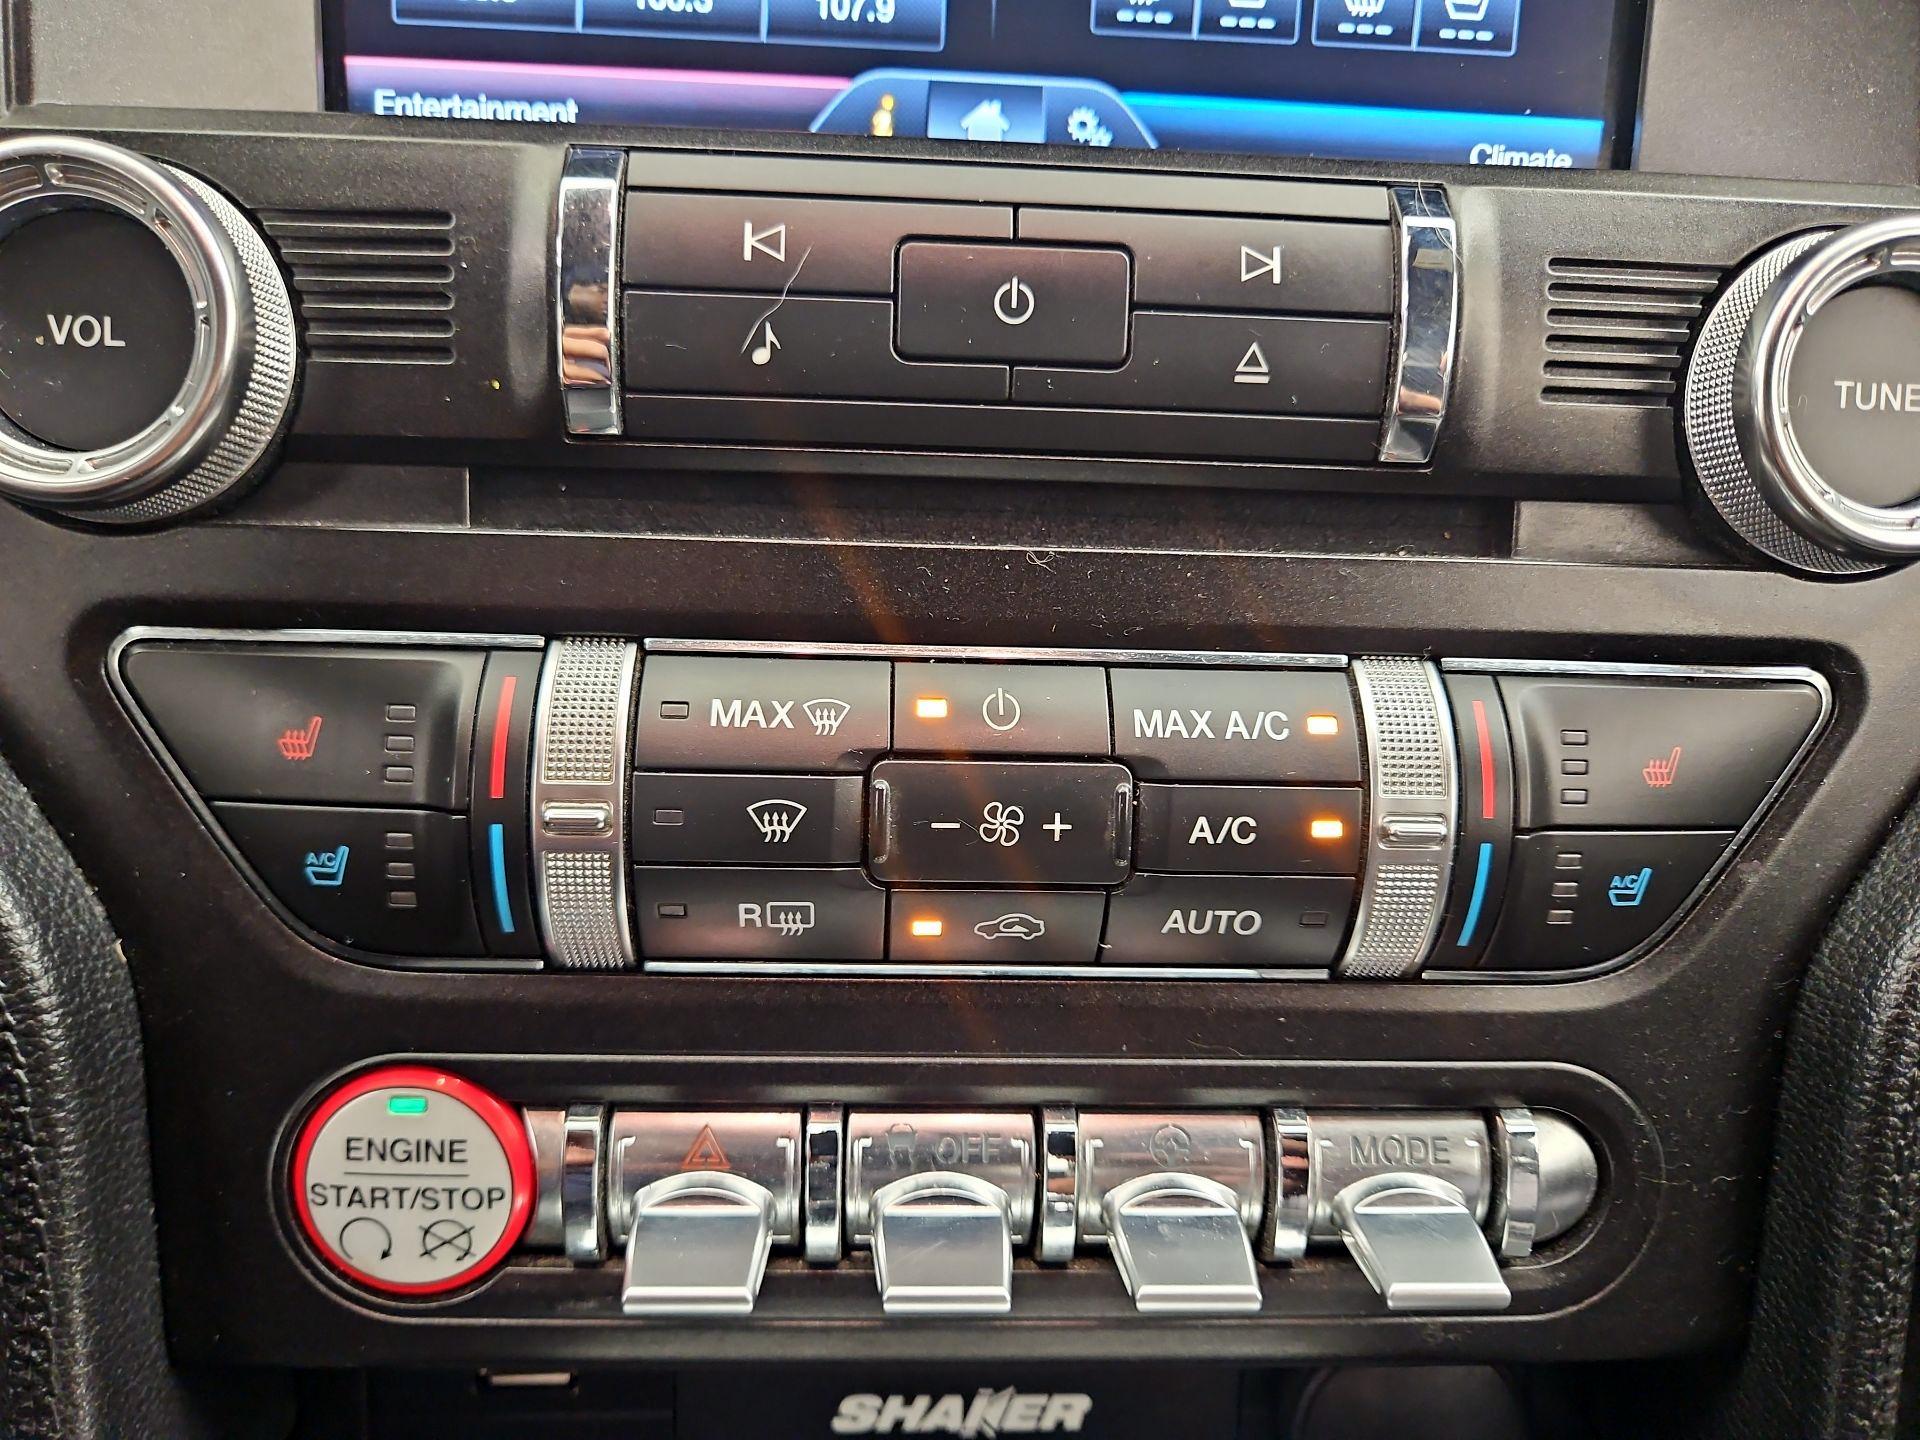 107.9
Entertainment
Climate
VOL
TUNE
MAX
MAX A/C
- +
A/C
A/C
A/C
R
AUTO
ENGINE
START/STOP
OFF
MODE
SHAKER